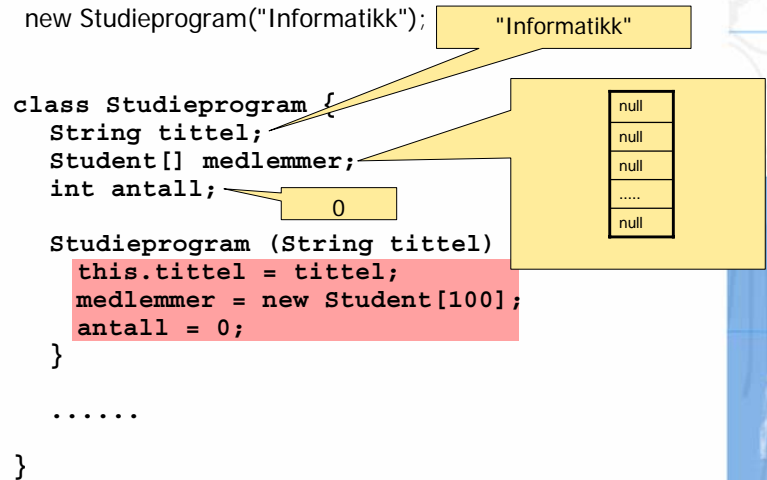 new Studieprogram("Informatikk");
"Informatikk"
class Studieprogram {
String tittel;
Student[] medlemmer;
int antall;
null
null
null
.....
null
0
Studieprogram (String tittel)
this.tittel = tittel;
medlemmer = new Student[100];
antall = 0;
}
......
}